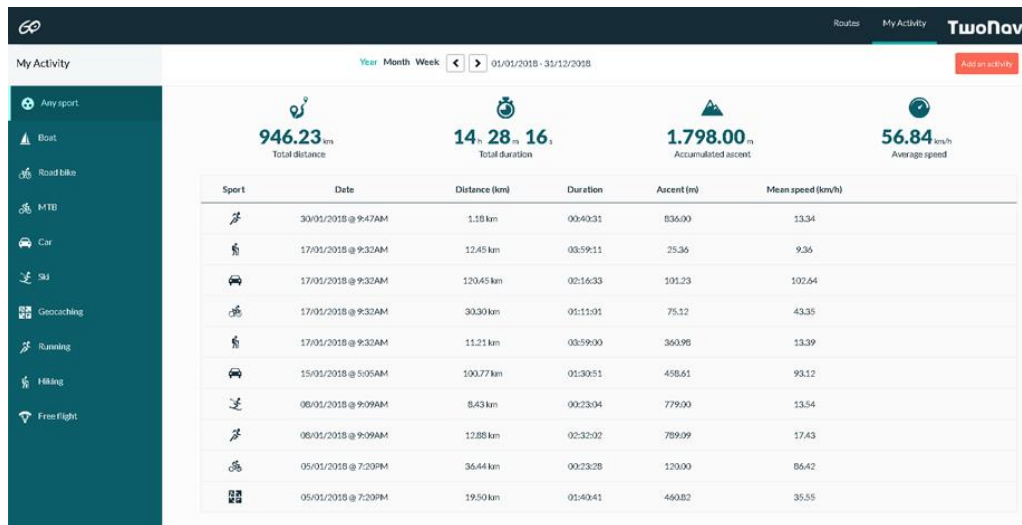 GO
Routes My Activity TwoNav
My Activity Year Month Week 01/01/2018 - 31/12/2018 Add an activity
Any sport
Boat
Road bike
MTB
Car
Ski
Geocaching
Running
Hiking
Free flight
946.23 km 14 h 28 m 16 s 1.798.00 m 56.84 km/h
Total distance Total duration Accumulated ascent Average speed
Sport Date Distance (km) Duration Ascent (m) Mean speed (km/h)
30/01/2018 @ 9:47AM 1.18 km 00:40:31 836.00 13.34
17/01/2018 @ 9:32AM 12.45 km 03:59:11 25.36 9.36
17/01/2018 @ 9:32AM 120.45 km 02:16:33 101.23 102.64
17/01/2018 @ 9:32AM 30.30 km 01:11:01 75.12 43.35
17/01/2018 @ 9:32AM 11.21 km 03:59:00 360.98 13.39
15/01/2018 @ 5:05AM 100.77 km 01:30:51 458.61 93.12
08/01/2018 @ 9:09AM 8.43 km 00:23:04 779.00 13.54
08/01/2018 @ 9:09AM 12.88 km 02:32:02 789.09 17.43
05/01/2018 @ 7:20PM 36.44 km 00:23:28 120.00 86.42
05/01/2018 @ 7:20PM 19.50 km 01:40:41 460.82 35.55